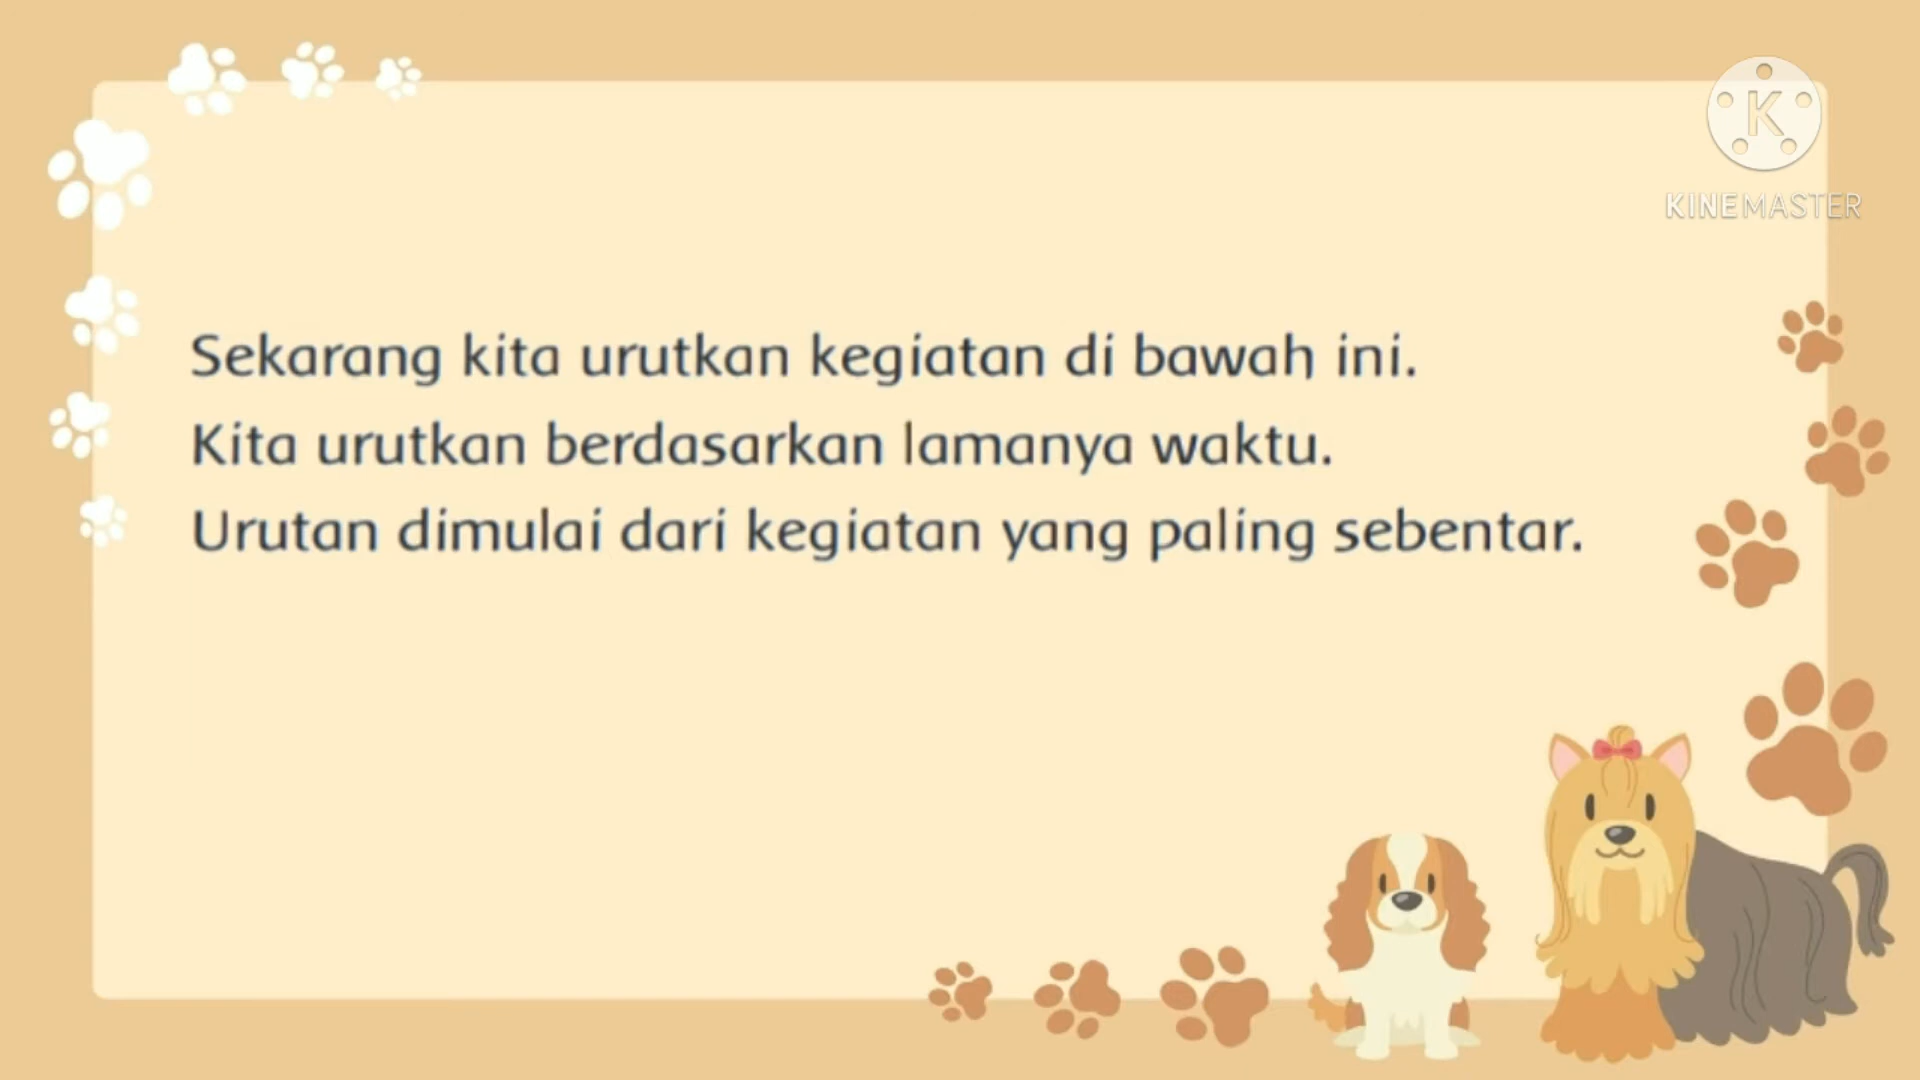 K
KINEMASTER
Sekarang kita urutkan kegiatan di bawah ini.
Kita urutkan berdasarkan lamanya waktu.
Urutan dimulai dari kegiatan yang paling sebentar.